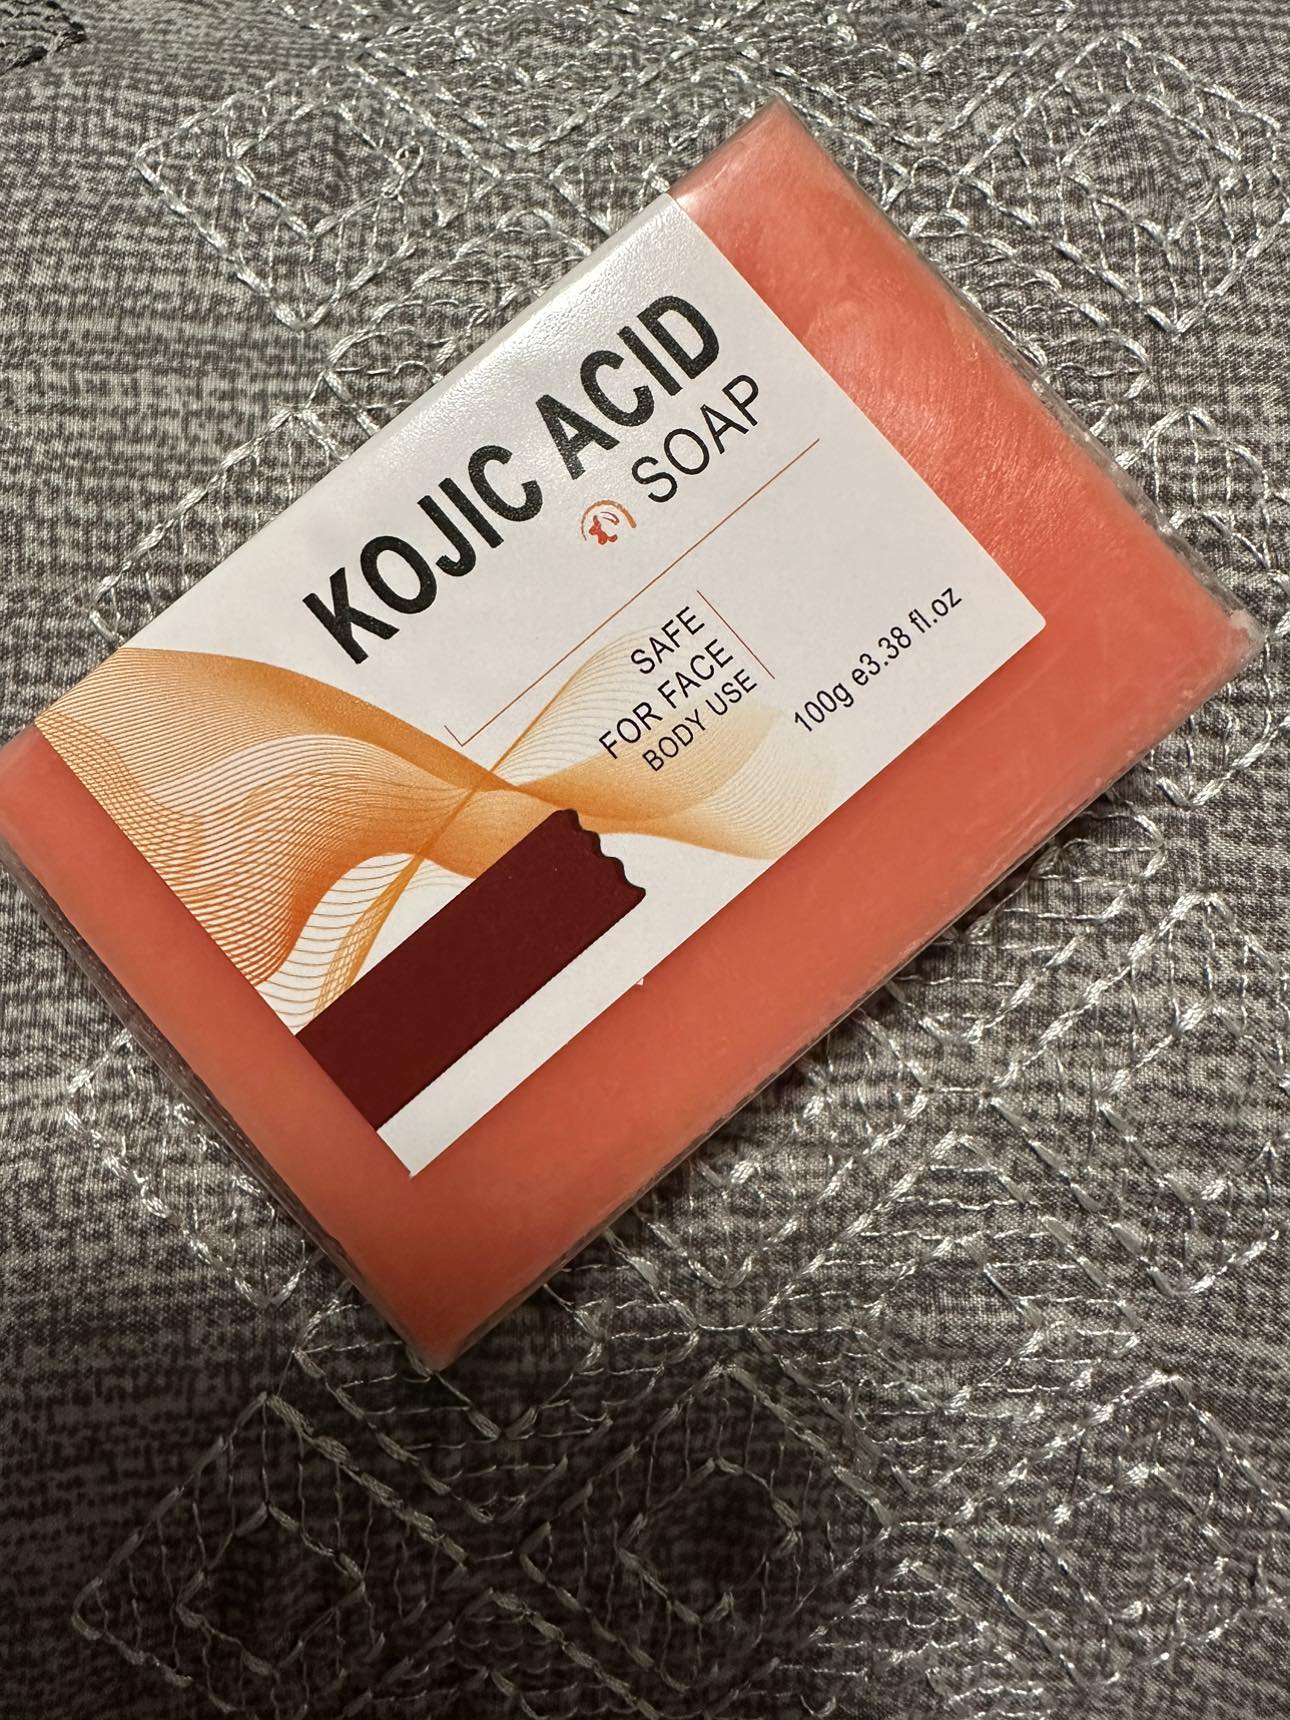 KOJIC ACID
SOAP
SAFE
FOR FACE
BODY USE
100g e3.38 fl.oz